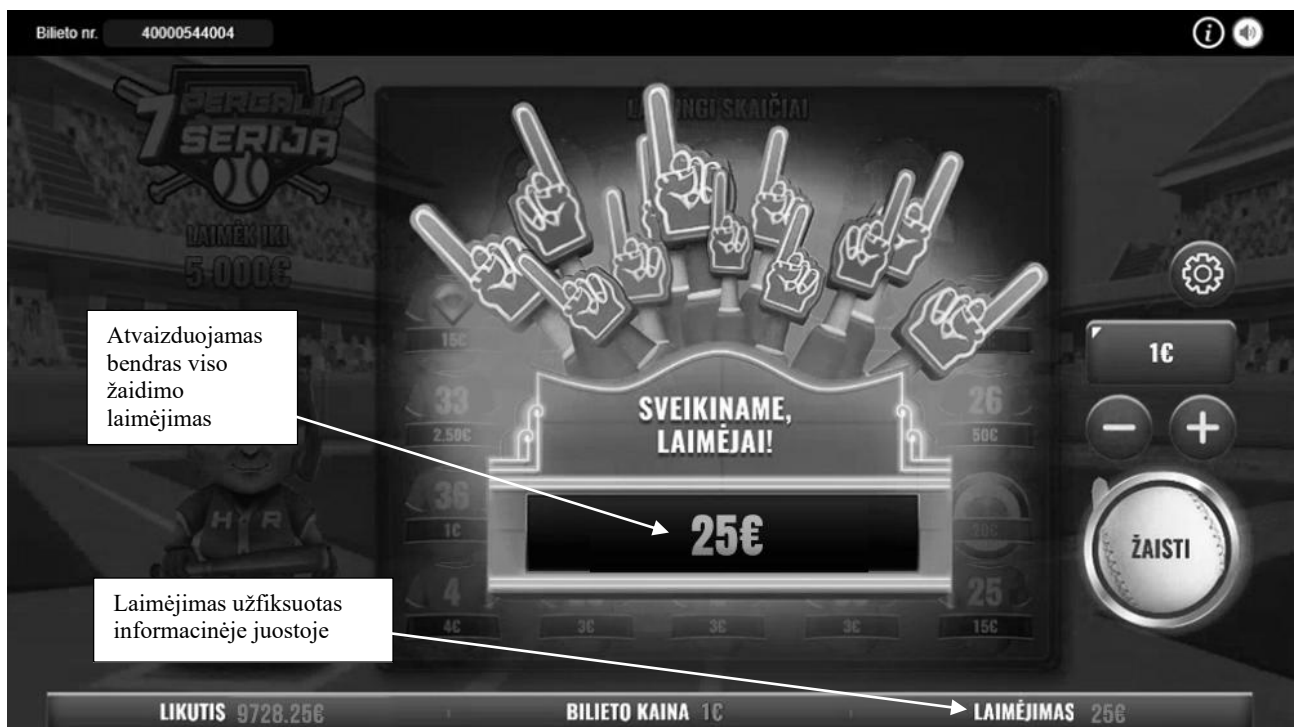 Bilieto nr. 40000544004
7 PERGALIŲ
SERIJA
SKAIČIAI
LAIMĖK IKI
5 000€
Atvaizduojamas
bendras viso
žaidimo
laimėjimas
16€
1€
33
26
2.50€
50€
SVEIKINAME,
LAIMĖJAI!
36
1€
25€
ŽAISTI
H R
4
25
4€ 3€ 3€ 3€ 15€
Laimėjimas užfiksuotas
informacinėje juostoje
LIKUTIS 9728.25€ BILIETO KAINA 1€ LAIMĖJIMAS 25€